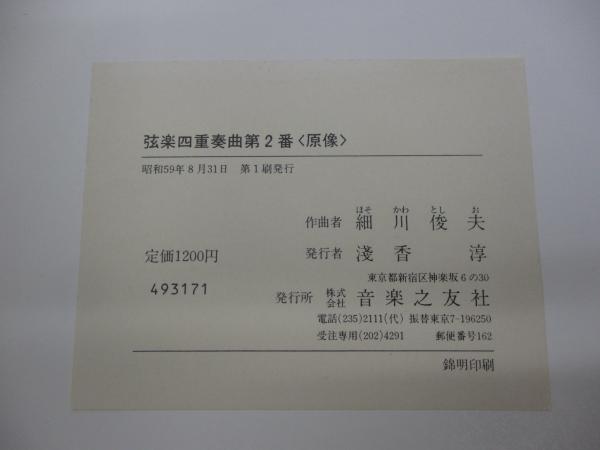 弦楽四重奏曲第2番〈原像〉
昭和59年8月31日 第1刷発行
ほそ かわ とし お
作曲者 細川俊夫
定価1200円
発行者 淺香 淳
東京都新宿区神楽坂6の30
493171
発行所 株式会社 音楽之友社
電話(235)2111(代) 振替東京7-196250
受注専用(202)4291 郵便番号162
錦明印刷